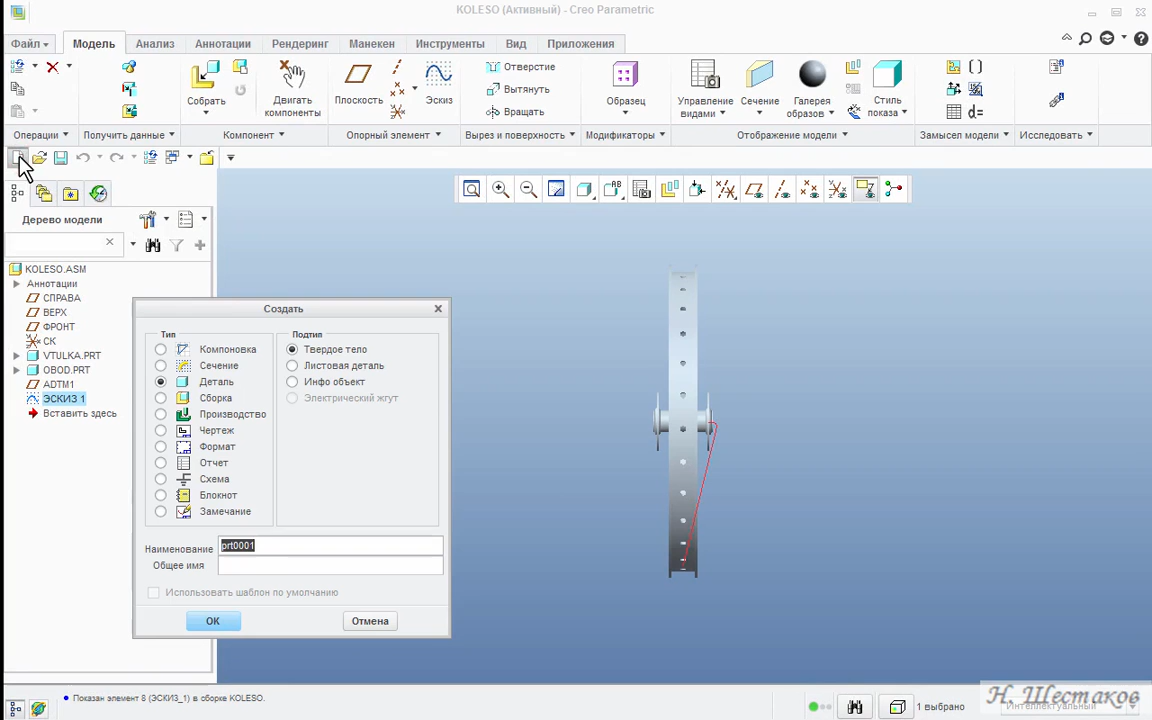 KOLESO (Активный) - Creo Parametric
Файл
Модель
Анализ
Аннотации
Рендеринг
Манекен
Инструменты
Вид
Приложения
Собрать
Двигать компоненты
Плоскость
Эскиз
Отверстие
Вытянуть
Вращать
Образец
Управление видами
Сечение
Галерея образов
Стиль показа
d=
Операции
Получить данные
Компонент
Опорный элемент
Вырез и поверхность
Модификаторы
Отображение модели
Замысел модели
Исследовать
Дерево модели
KOLESO.ASM
Аннотации
СПРАВА
ВЕРХ
ФРОНТ
СК
VTULKA.PRT
OBOD.PRT
ADTM1
ЭСКИЗ 1
Вставить здесь
Создать
Тип
Компоновка
Сечение
Деталь
Сборка
Производство
Чертеж
Формат
Отчет
Схема
Блокнот
Замечание
Подтип
Твердое тело
Листовая деталь
Инфо объект
Электрический жгут
Наименование prt0001
Общее имя
Использовать шаблон по умолчанию
ОК
Отмена
Показан элемент 8 (ЭСКИЗ_1) в сборке KOLESO.
1 выбрано
Интеллектуальный
Н. Шестаков